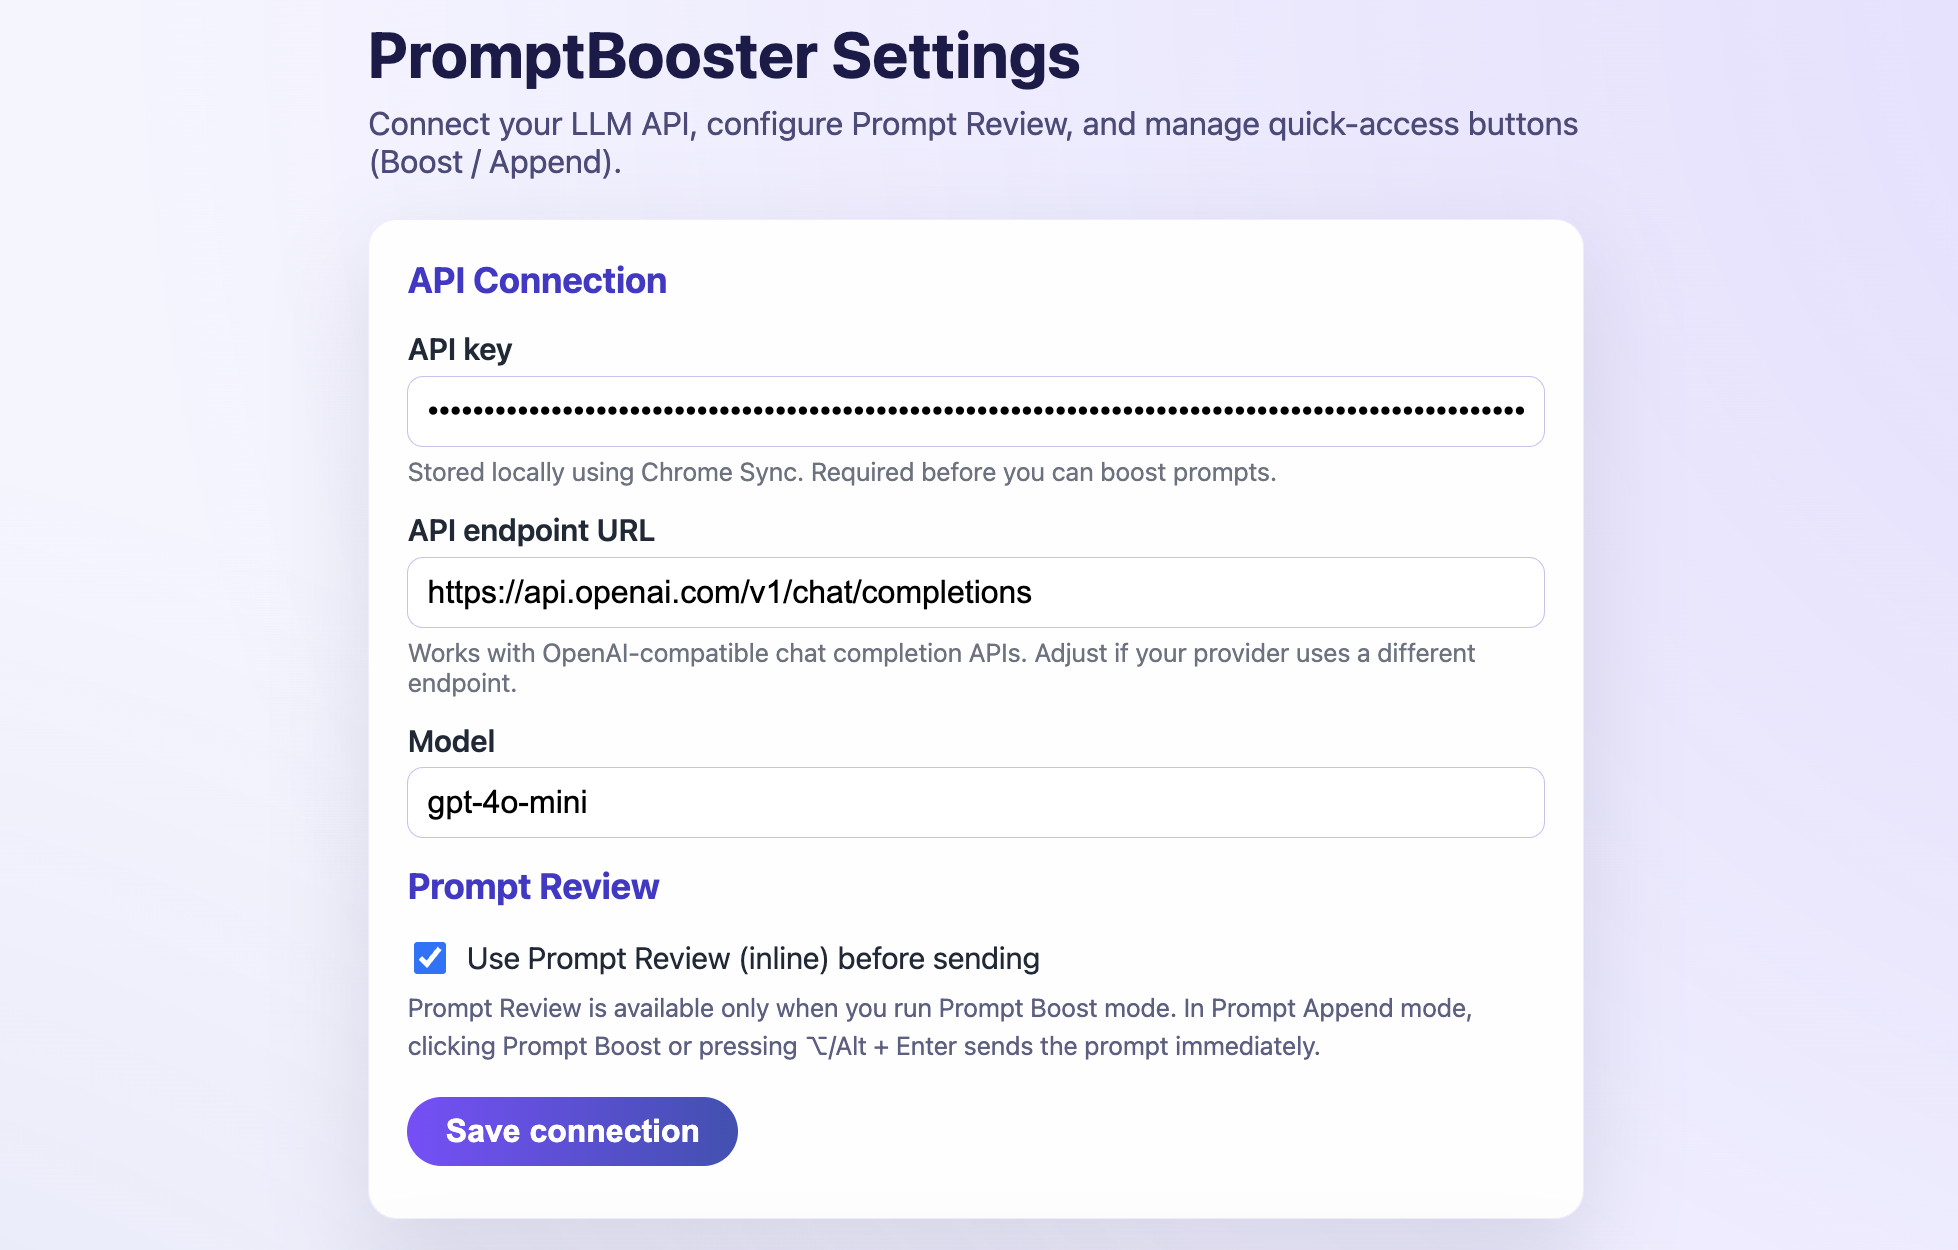 PromptBooster Settings
Connect your LLM API, configure Prompt Review, and manage quick-access buttons
(Boost / Append).
API Connection
API key
Stored locally using Chrome Sync. Required before you can boost prompts.
API endpoint URL
https://api.openai.com/v1/chat/completions
Works with OpenAI-compatible chat completion APIs. Adjust if your provider uses a different
endpoint.
Model
gpt-4o-mini
Prompt Review
Use Prompt Review (inline) before sending
Prompt Review is available only when you run Prompt Boost mode. In Prompt Append mode,
clicking Prompt Boost or pressing ⌥/Alt + Enter sends the prompt immediately.
Save connection